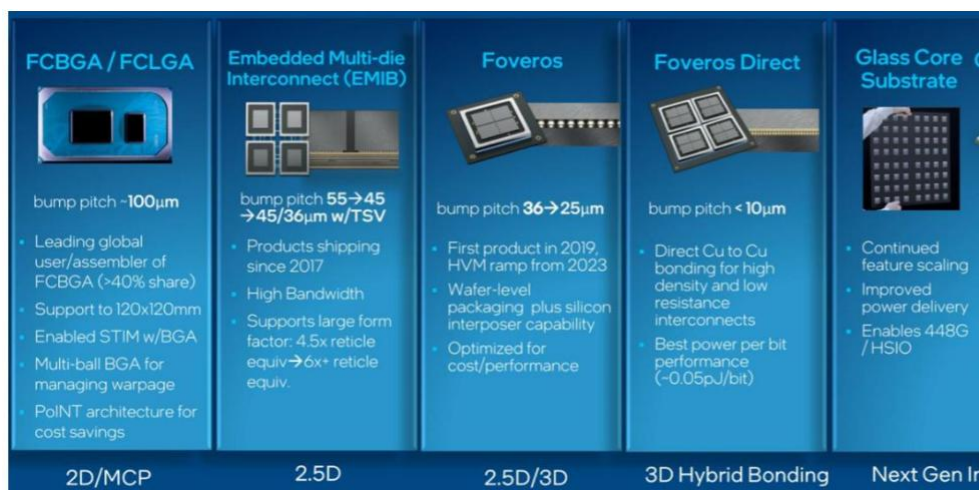 FCBGA / FCLGA
bump pitch ~100µm
• Leading global
user/assembler of
FCBGA (>40% share)
• Support to 120x120mm
• Enabled STIM w/BGA
• Multi-ball BGA for
managing warpage
• PoINT architecture for
cost savings
2D/MCP
Embedded Multi-die
Interconnect (EMIB)
bump pitch 55→45
→45/36µm w/TSV
• Products shipping
since 2017
• High Bandwidth
• Supports large form
factor: 4.5x reticle
equiv→6x+ reticle
equiv.
2.5D
Foveros
bump pitch 36→25µm
• First product in 2019,
HVM ramp from 2023
• Wafer-level
packaging plus silicon
interposer capability
• Optimized for
cost/performance
2.5D/3D
Foveros Direct
bump pitch <10µm
• Direct Cu to Cu
bonding for high
density and low
resistance
interconnects
• Best power per bit
performance
(~0.05pJ/bit)
3D Hybrid Bonding
Glass Core
Substrate
• Continued
feature scaling
• Improved
power delivery
• Enables 448G
/HSIO
Next Gen